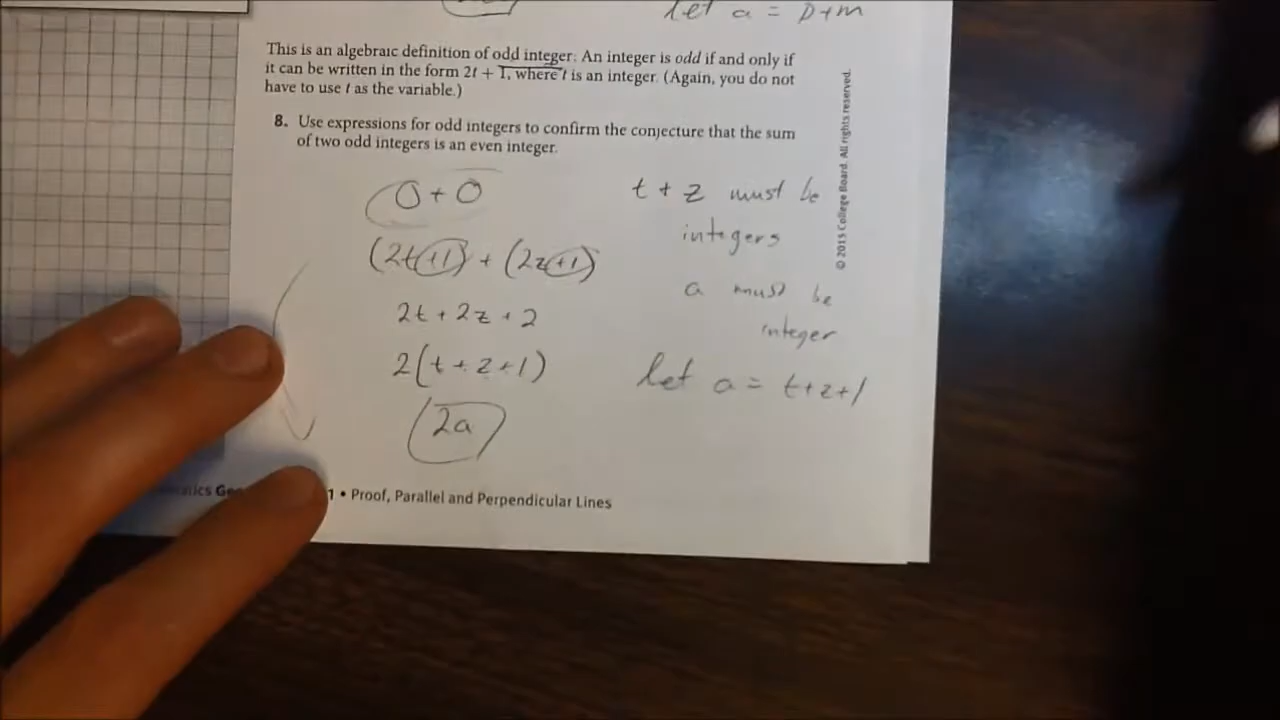 let a = p+m
This is an algebraic definition of odd integer: An integer is odd if and only if
it can be written in the form 2t + 1, where t is an integer. (Again, you do not
have to use t as the variable.)
8. Use expressions for odd integers to confirm the conjecture that the sum
of two odd integers is an even integer.
O + O
(2t+1) + (2z+1)
2t + 2z + 2
2(t + z + 1)
2a
t + z must be
integers
a must be
integer
let a = t+z+1
1 • Proof, Parallel and Perpendicular Lines
© 2015 College Board. All rights reserved.